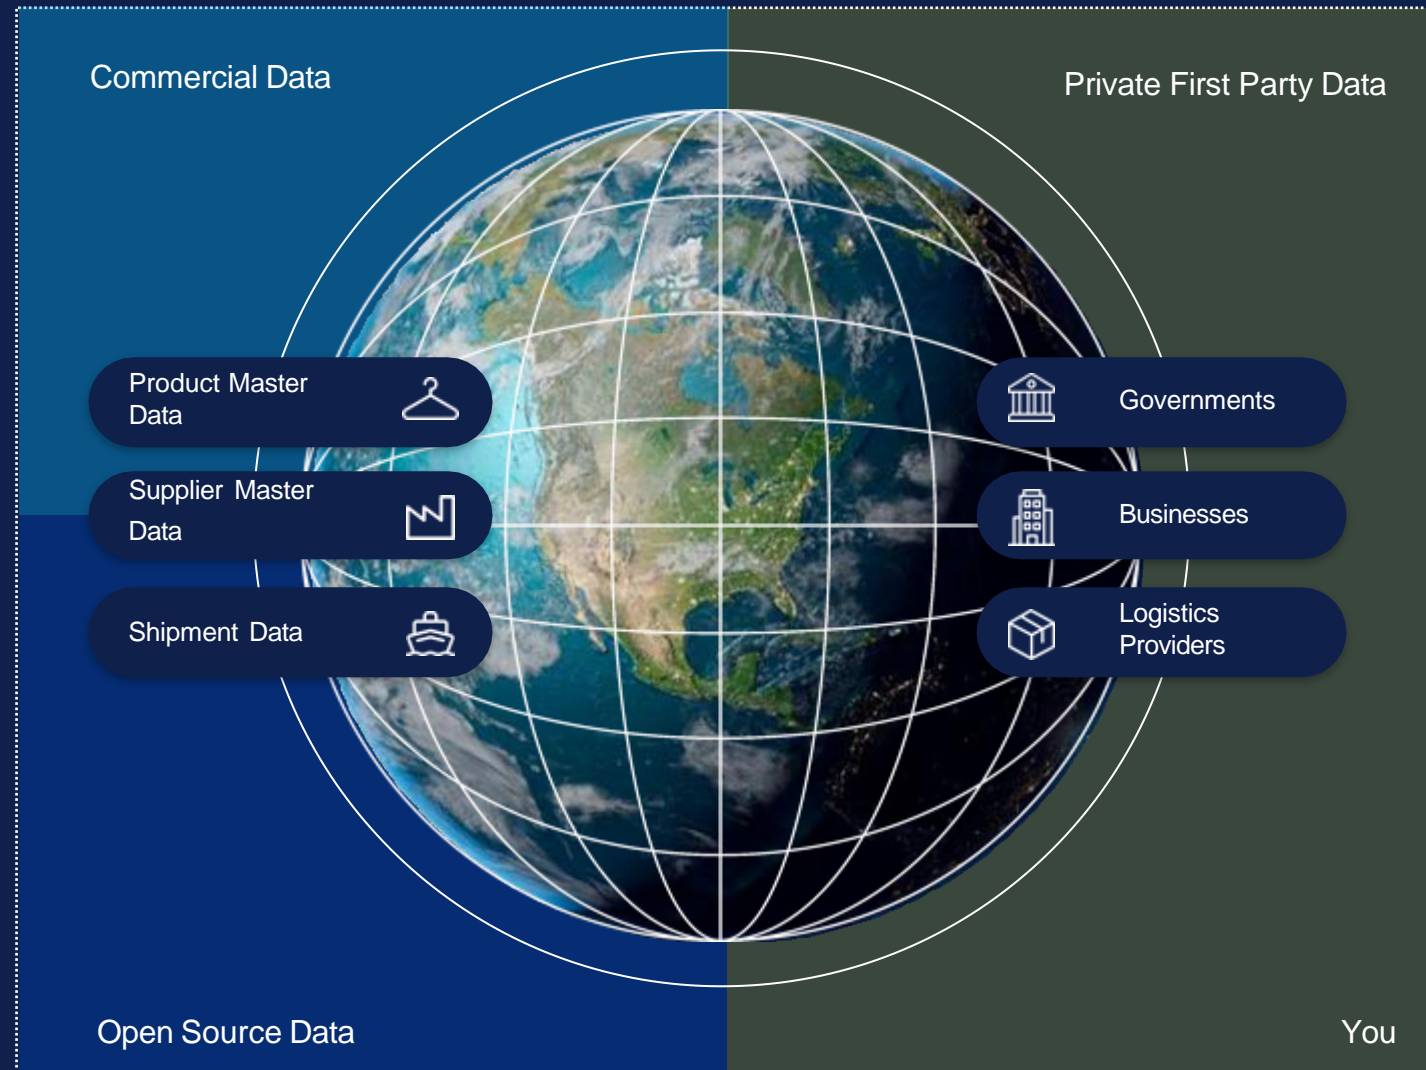 Commercial Data
Private First Party Data
Product Master
Data
Supplier Master
Data
Shipment Data
Governments
Businesses
Logistics
Providers
Open Source Data
You